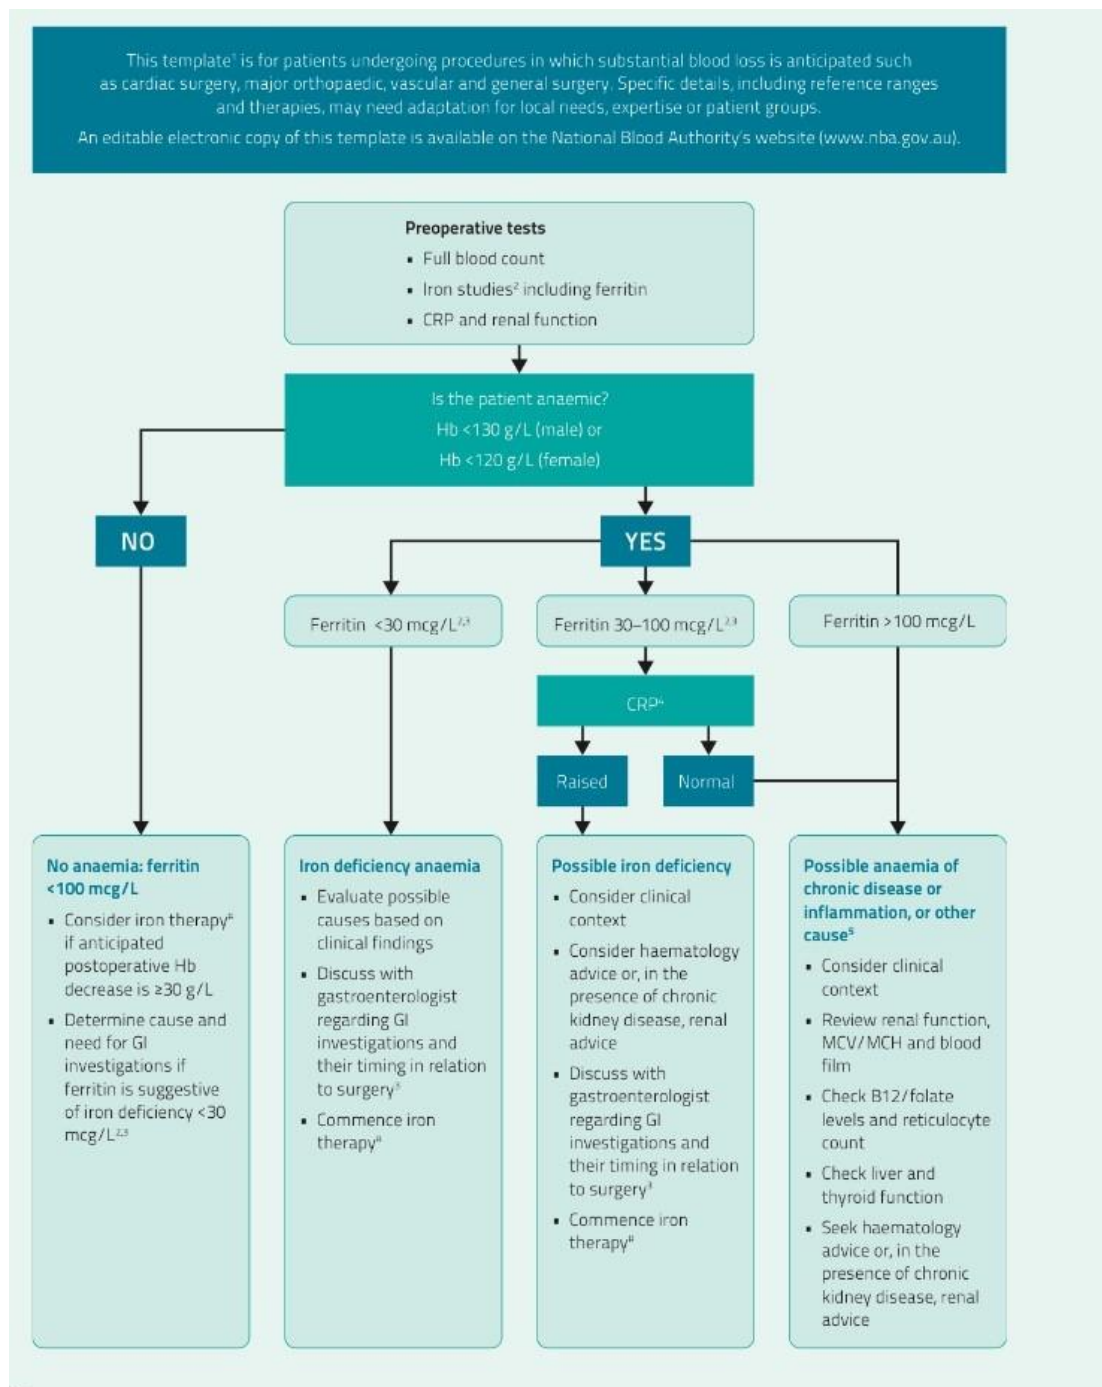 This template¹ is for patients undergoing procedures in which substantial blood loss is anticipated such
as cardiac surgery, major orthopaedic, vascular and general surgery. Specific details, including reference ranges
and therapies, may need adaptation for local needs, expertise or patient groups.
An editable electronic copy of this template is available on the National Blood Authority's website (www.nba.gov.au).
Preoperative tests
▪ Full blood count
▪ Iron studies² including ferritin
▪ CRP and renal function
Is the patient anaemic?
Hb <130 g/L (male) or
Hb <120 g/L (female)
NO
YES
Ferritin <30 mcg/L²,³
Ferritin 30–100 mcg/L²,³
Ferritin >100 mcg/L
CRP⁴
Raised
Normal
No anaemia: ferritin
<100 mcg/L
▪ Consider iron therapy#
if anticipated
postoperative Hb
decrease is ≥30 g/L
▪ Determine cause and
need for GI
investigations if
ferritin is suggestive
of iron deficiency <30
mcg/L²,³
Iron deficiency anaemia
▪ Evaluate possible
causes based on
clinical findings
▪ Discuss with
gastroenterologist
regarding GI
investigations and
their timing in relation
to surgery³
▪ Commence iron
therapy#
Possible iron deficiency
▪ Consider clinical
context
▪ Consider haematology
advice or, in the
presence of chronic
kidney disease, renal
advice
▪ Discuss with
gastroenterologist
regarding GI
investigations and
their timing in relation
to surgery³
▪ Commence iron
therapy#
Possible anaemia of
chronic disease or
inflammation, or other
cause⁵
▪ Consider clinical
context
▪ Review renal function,
MCV/MCH and blood
film
▪ Check B12/folate
levels and reticulocyte
count
▪ Check liver and
thyroid function
▪ Seek haematology
advice or, in the
presence of chronic
kidney disease, renal
advice